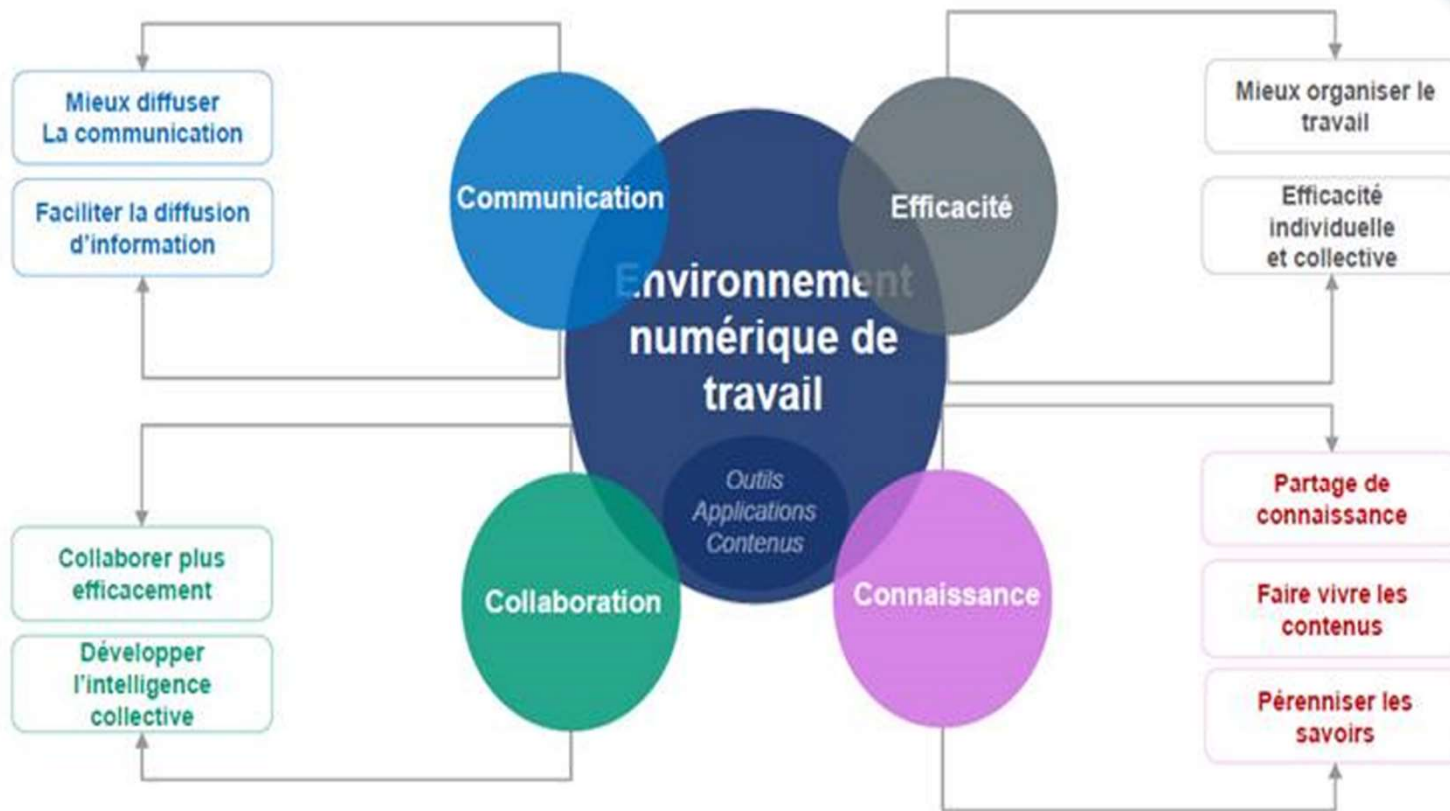 Mieux diffuser
La communication
Faciliter la diffusion
d'information
Communication
Efficacité
Mieux organiser le
travail
Efficacité
individuelle
et collective
Environnement
numérique de
travail
Outils
Applications
Contenus
Collaborer plus
efficacement
Développer
l'intelligence
collective
Collaboration
Connaissance
Partage de
connaissance
Faire vivre les
contenus
Pérenniser les
savoirs